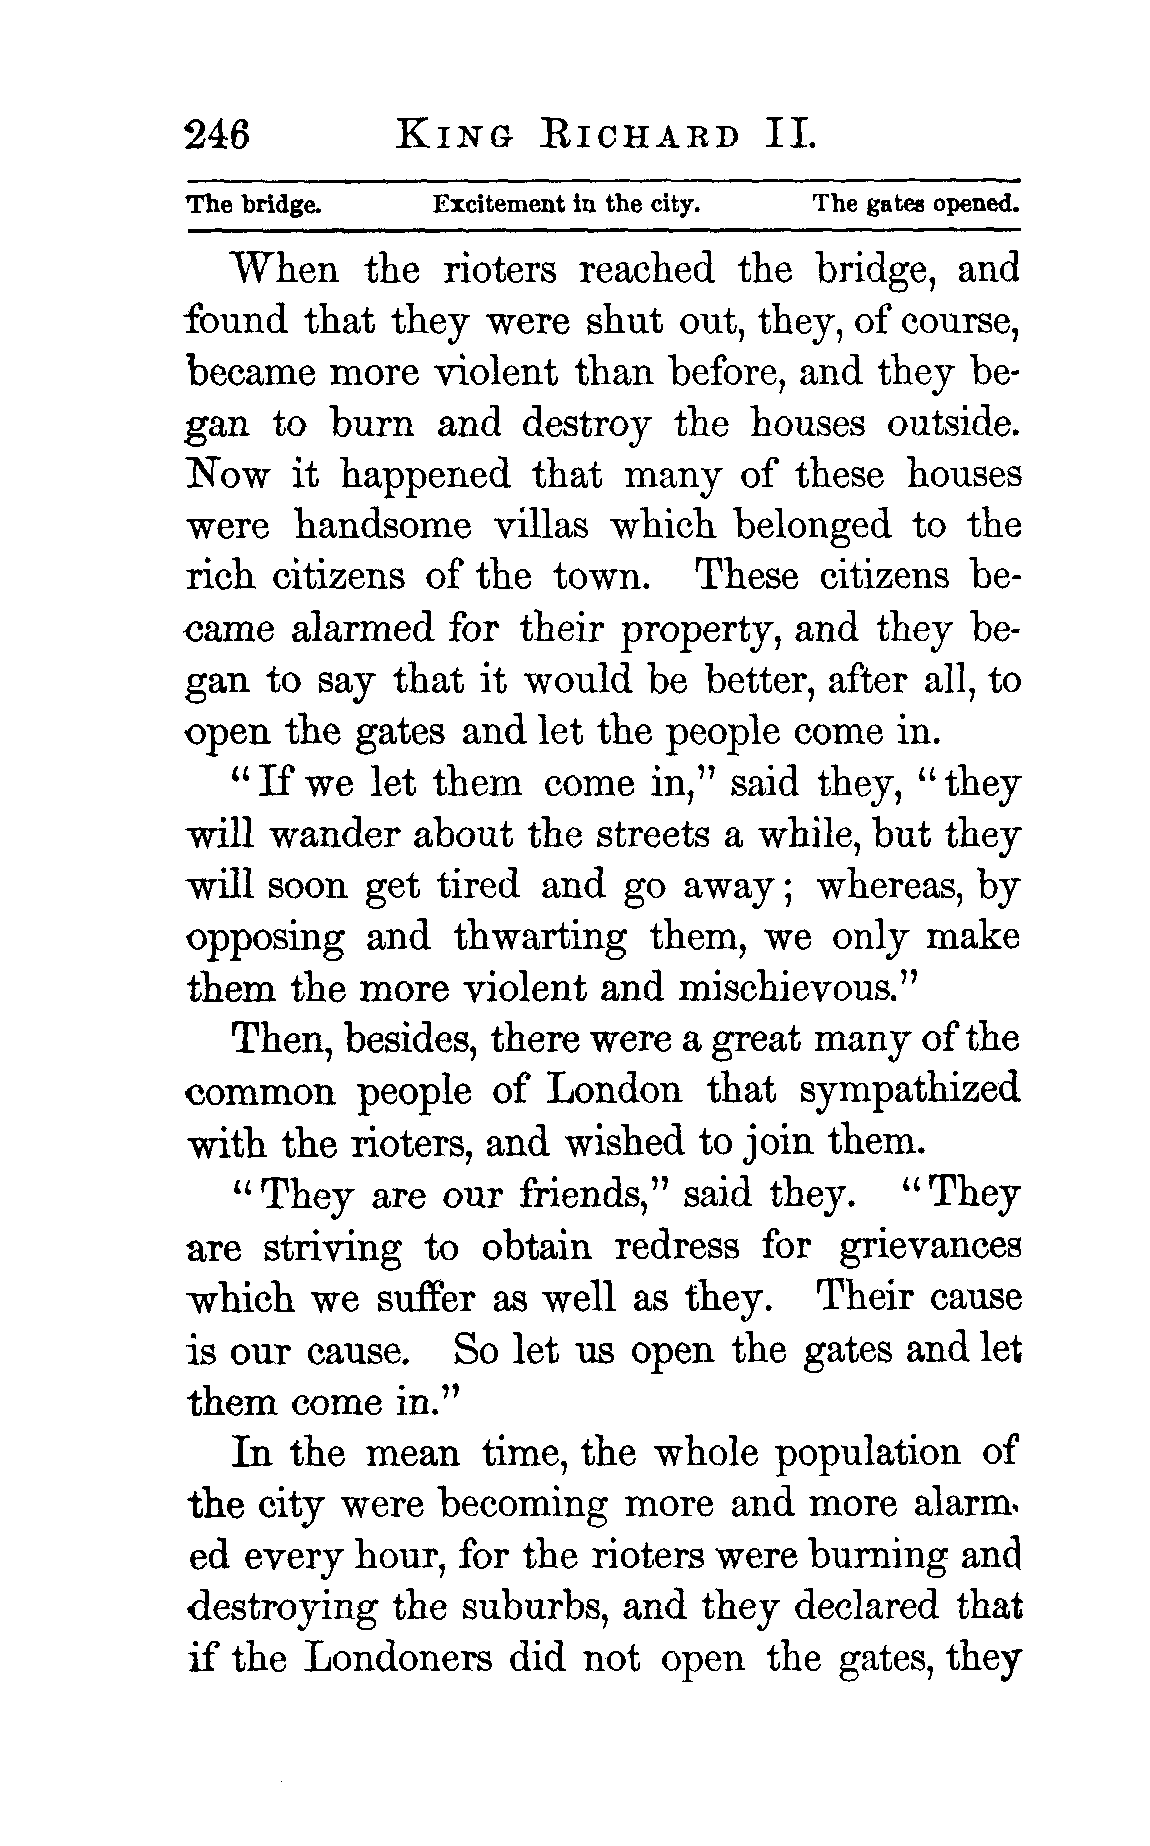 246 KING RICHARD II.
The bridge. Excitement in the city. The gates opened.
When the rioters reached the bridge, and
found that they were shut out, they, of course,
became more violent than before, and they be-
gan to burn and destroy the houses outside.
Now it happened that many of these houses
were handsome villas which belonged to the
rich citizens of the town. These citizens be-
came alarmed for their property, and they be-
gan to say that it would be better, after all, to
open the gates and let the people come in.
“If we let them come in,” said they, “they
will wander about the streets a while, but they
will soon get tired and go away; whereas, by
opposing and thwarting them, we only make
them the more violent and mischievous.”
Then, besides, there were a great many of the
common people of London that sympathized
with the rioters, and wished to join them.
“They are our friends,” said they. “They
are striving to obtain redress for grievances
which we suffer as well as they. Their cause
is our cause. So let us open the gates and let
them come in.”
In the mean time, the whole population of
the city were becoming more and more alarm-
ed every hour, for the rioters were burning and
destroying the suburbs, and they declared that
if the Londoners did not open the gates, they